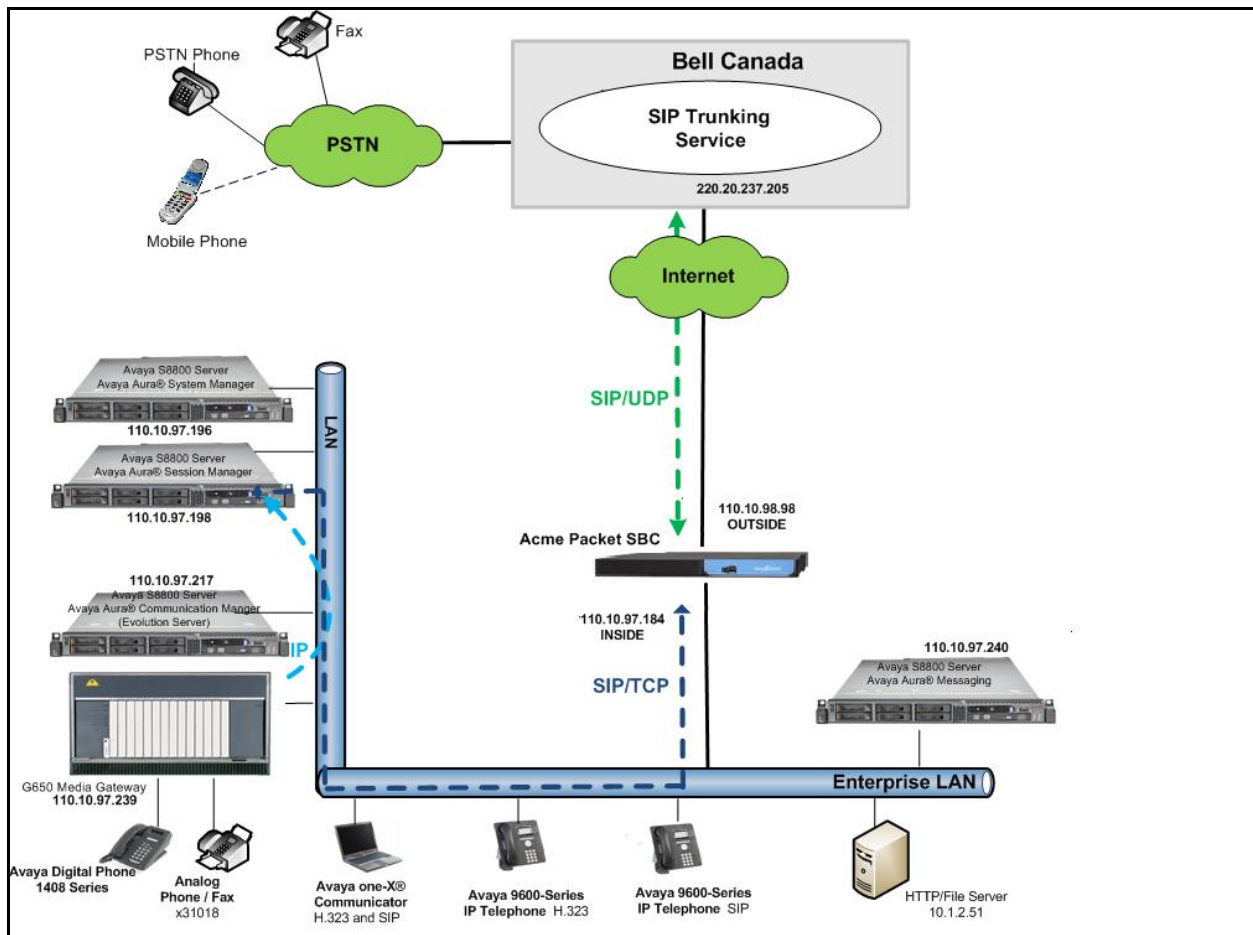 Fax
PSTN Phone
PSTN
Mobile Phone
Bell Canada
SIP Trunking
Service
220.20.237.205
Internet
SIP/UDP
Avaya S8800 Server
Avaya Aura® System Manager
110.10.97.196
Avaya S8800 Server
Avaya Aura® Session Manager
110.10.97.198
LAN
110.10.98.98
OUTSIDE
Acme Packet SBC
110.10.97.217
Avaya S8800 Server
Avaya Aura® Communication Manger
(Evolution Server)
IP
110.10.97.184
INSIDE
SIP/TCP
110.10.97.240
Avaya S8800 Server
Avaya Aura® Messaging
G650 Media Gateway
110.10.97.239
Enterprise LAN
Avaya Digital Phone
1408 Series
Analog
Phone / Fax
x31018
Avaya one-X®
Communicator
H.323 and SIP
Avaya 9600-Series
IP Telephone H.323
Avaya 9600-Series
IP Telephone SIP
HTTP/File Server
10.1.2.51